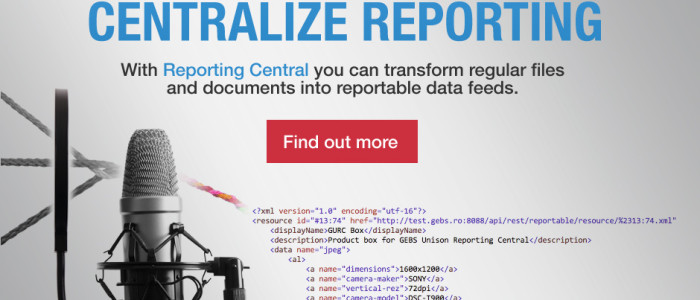 CENTRALIZE REPORTING
With Reporting Central you can transform regular files
and documents into reportable data feeds.
Find out more
<?xml version="1.0" encoding="utf-16"?>
<resource id="#13:74" href="http://test.gebs.ro:8088/api/rest/reportable/resource/%2313:74.xml"
<displayName>GURC Box</displayName>
<description>Product box for GEBS Unison Reporting Central</description>
<data name="jpeg">
<al>
<a name="dimensions">1600x1200</a>
<a name="camera-maker">SONY</a>
<a name="vertical-rez">72dpi</a>
<a name="camera-model">DSC-T900</a>